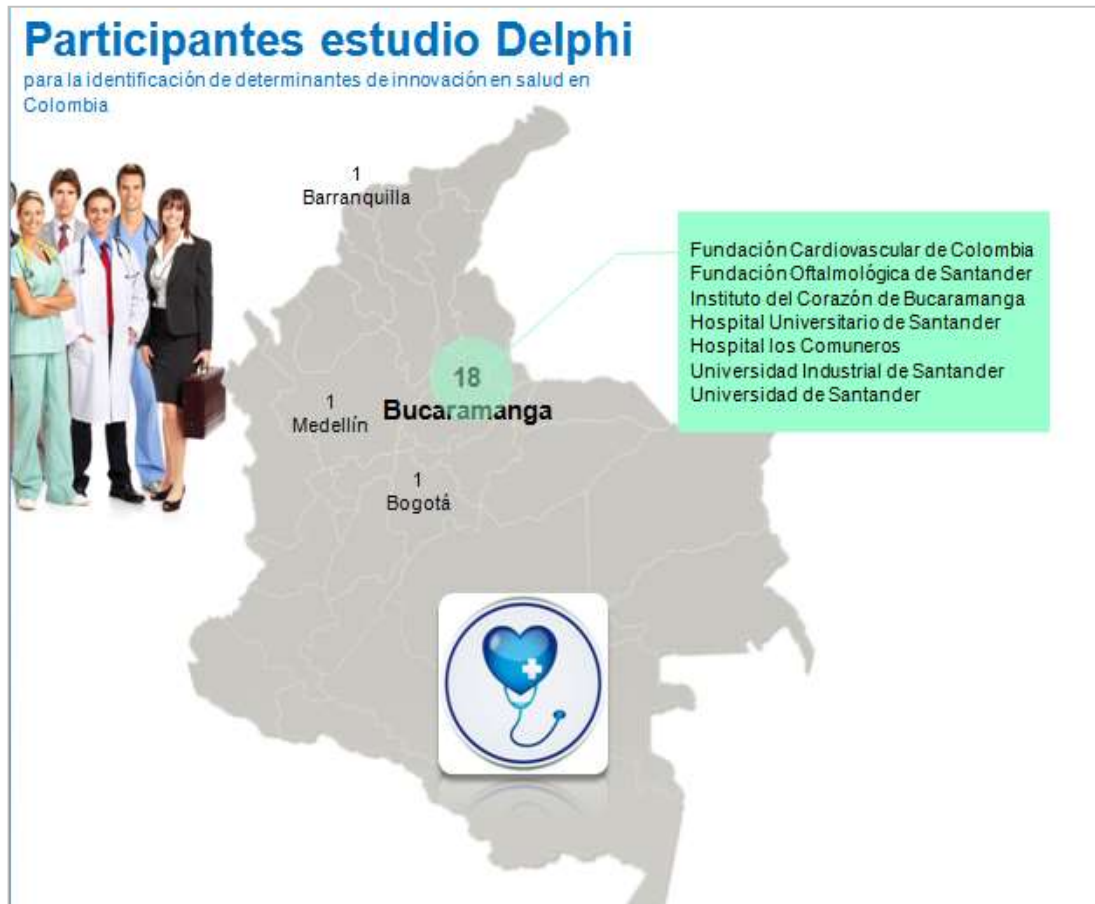 Participantes estudio Delphi
para la identificación de determinantes de innovación en salud en
Colombia
1
Barranquilla
Fundación Cardiovascular de Colombia
Fundación Oftalmológica de Santander
Instituto del Corazón de Bucaramanga
Hospital Universitario de Santander
Hospital los Comuneros
Universidad Industrial de Santander
Universidad de Santander
18
Bucaramanga
1
Medellín
1
Bogotá